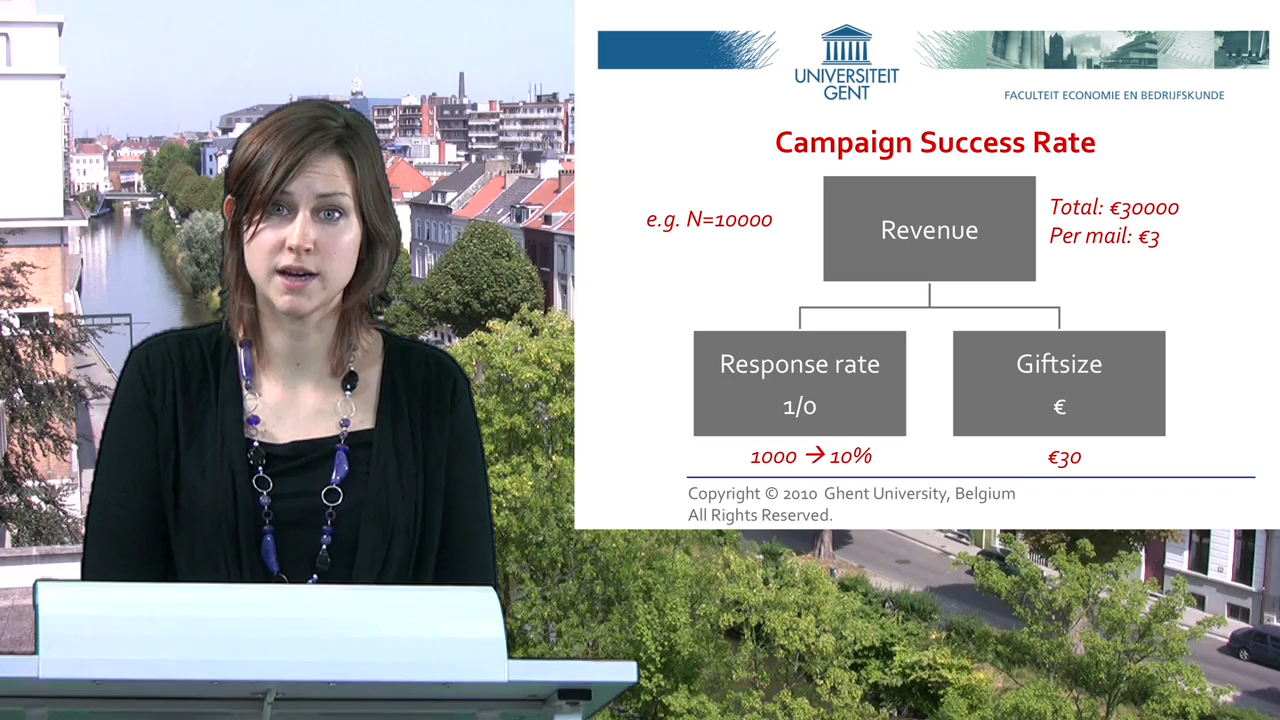 UNIVERSITEIT
GENT
FACULTEIT ECONOMIE EN BEDRIJFSKUNDE
Campaign Success Rate
e.g. N=10000
Revenue
Total: €30000
Per mail: €3
Response rate
1/0
Giftsize
€
1000 → 10%
€30
Copyright © 2010 Ghent University, Belgium
All Rights Reserved.